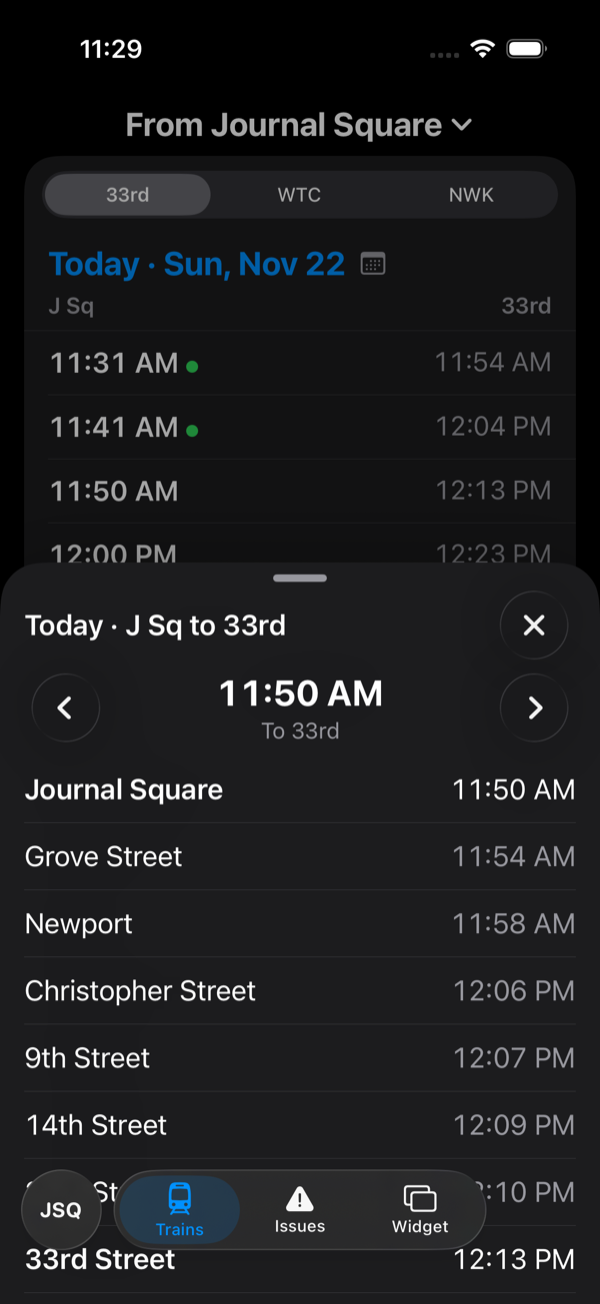 11:29
From Journal Square
33rd WTC NWK
Today · Sun, Nov 22
J Sq 33rd
11:31 AM 11:54 AM
11:41 AM 12:04 PM
11:50 AM 12:13 PM
12:00 PM 12:23 PM
Today · J Sq to 33rd
11:50 AM
To 33rd
Journal Square 11:50 AM
Grove Street 11:54 AM
Newport 11:58 AM
Christopher Street 12:06 PM
9th Street 12:07 PM
14th Street 12:09 PM
:10 PM
JSQ Trains Issues Widget
33rd Street 12:13 PM